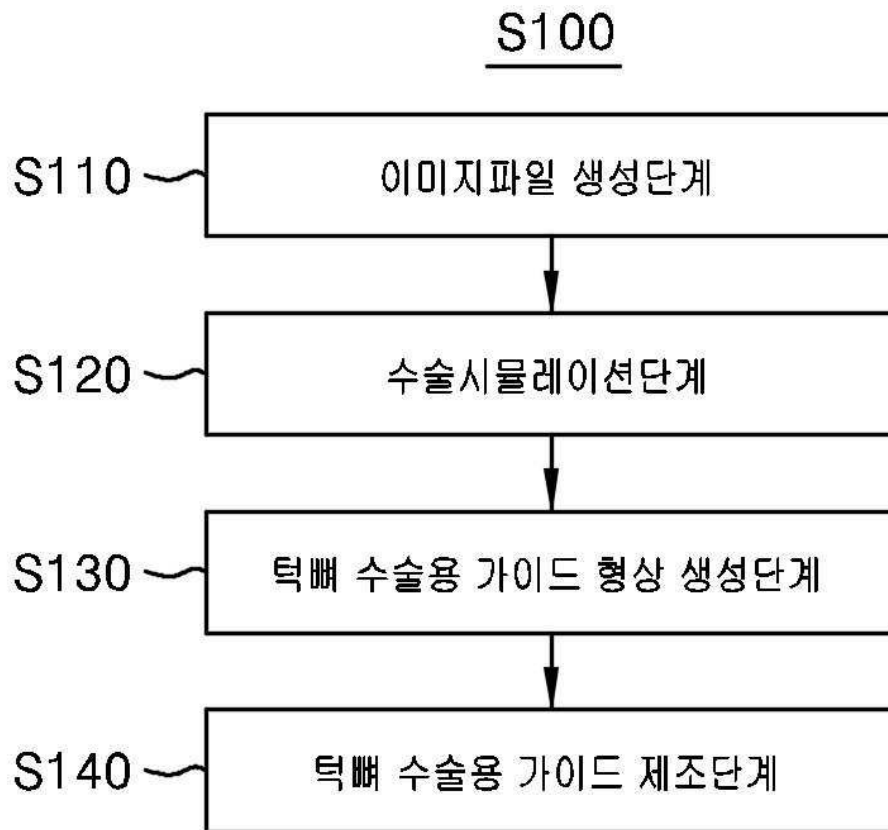 S100
S110 이미지파일 생성단계
S120 수술시뮬레이션단계
S130 턱뼈 수술용 가이드 형상 생성단계
S140 턱뼈 수술용 가이드 제조단계